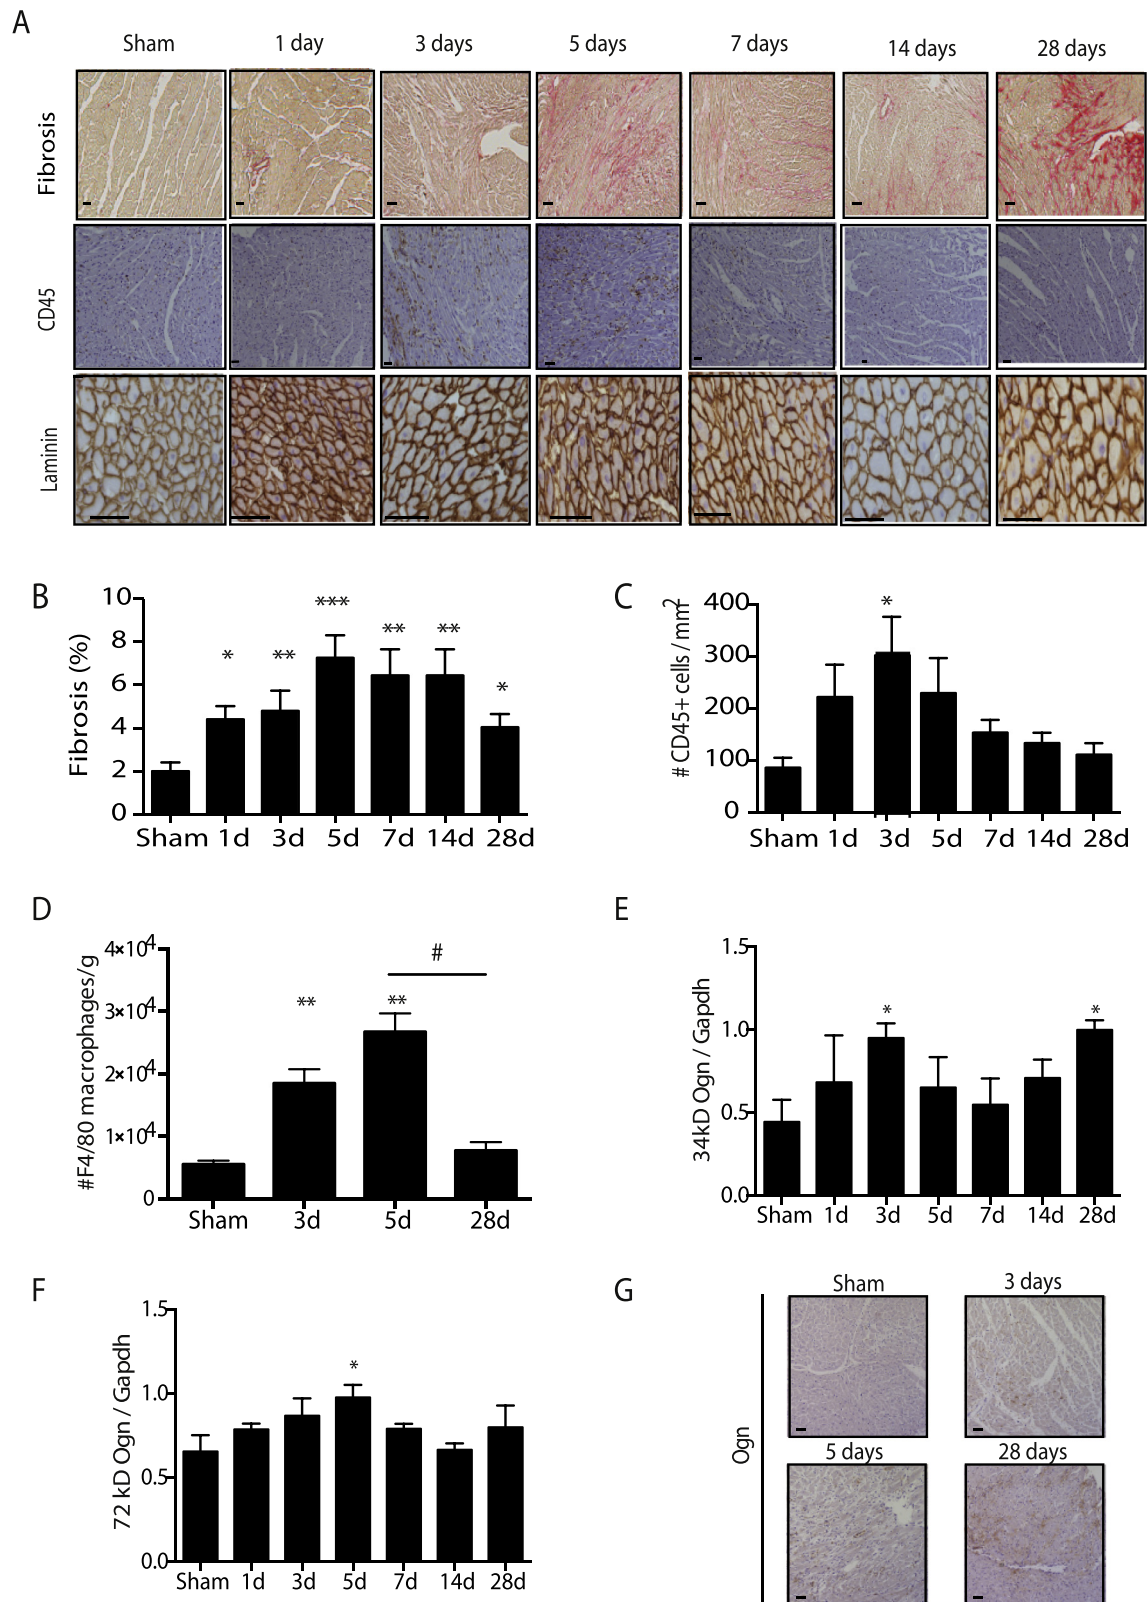 A
Sham 1 day 3 days 5 days 7 days 14 days 28 days
Fibrosis
CD45
Laminin
B
Fibrosis (%)
10
8
6
4
2
0
* ** *** ** ** *
Sham 1d 3d 5d 7d 14d 28d
C
# CD45+ cells / mm2
400
300
200
100
0
*
Sham 1d 3d 5d 7d 14d 28d
D
#F4/80 macrophages/g
4×104
3×104
2×104
1×104
0
** ** #
Sham 3d 5d 28d
E
34kD Ogn / Gapdh
1.5
1.0
0.5
0.0
* *
Sham 1d 3d 5d 7d 14d 28d
F
72 kD Ogn / Gapdh
1.5
1.0
0.5
0.0
*
Sham 1d 3d 5d 7d 14d 28d
G
Ogn
Sham 3 days
5 days 28 days